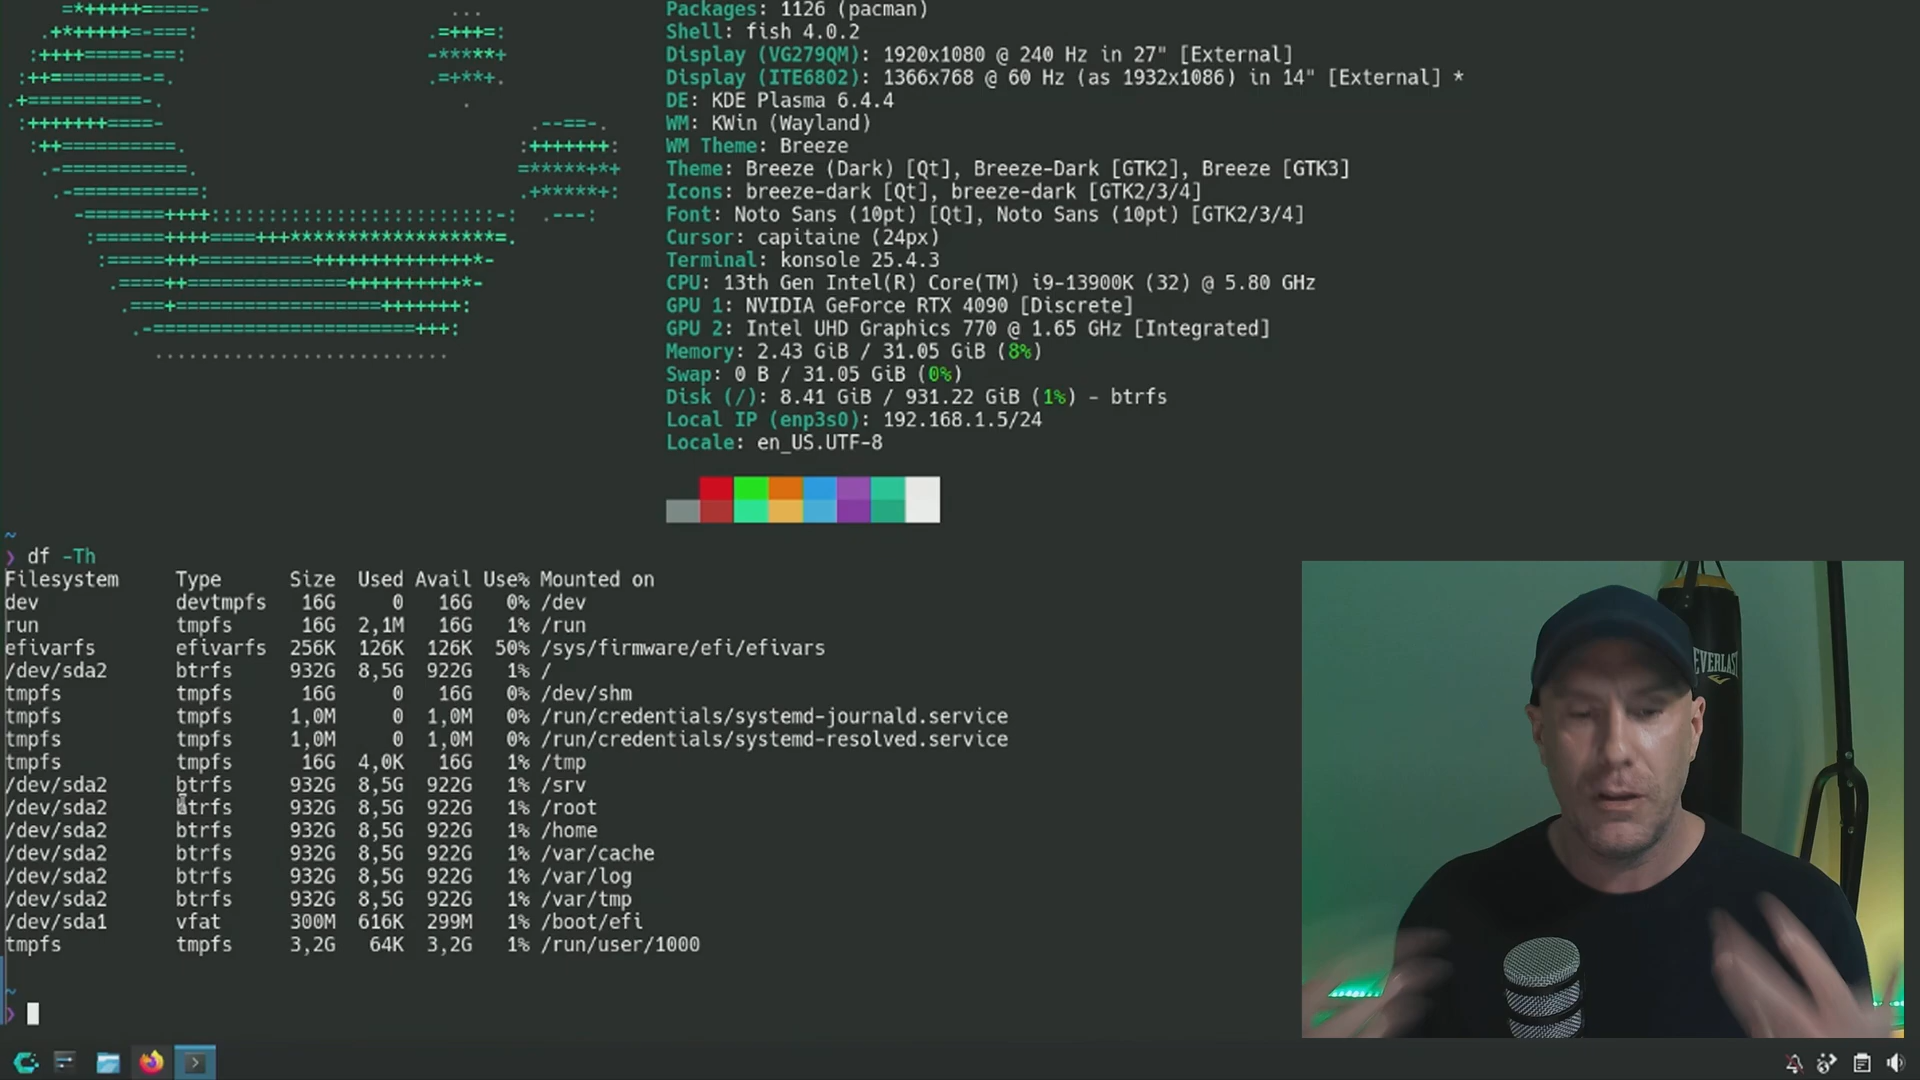 Packages: 1126 (pacman)
Shell: fish 4.0.2
Display (VG279QM): 1920x1080 @ 240 Hz in 27" [External]
Display (ITE6802): 1366x768 @ 60 Hz (as 1932x1086) in 14" [External] *
DE: KDE Plasma 6.4.4
WM: KWin (Wayland)
WM Theme: Breeze
Theme: Breeze (Dark) [Qt], Breeze-Dark [GTK2], Breeze [GTK3]
Icons: breeze-dark [Qt], breeze-dark [GTK2/3/4]
Font: Noto Sans (10pt) [Qt], Noto Sans (10pt) [GTK2/3/4]
Cursor: capitaine (24px)
Terminal: konsole 25.4.3
CPU: 13th Gen Intel(R) Core(TM) i9-13900K (32) @ 5.80 GHz
GPU 1: NVIDIA GeForce RTX 4090 [Discrete]
GPU 2: Intel UHD Graphics 770 @ 1.65 GHz [Integrated]
Memory: 2.43 GiB / 31.05 GiB (8%)
Swap: 0 B / 31.05 GiB (0%)
Disk (/): 8.41 GiB / 931.22 GiB (1%) - btrfs
Local IP (enp3s0): 192.168.1.5/24
Locale: en_US.UTF-8
~
❯ df -Th
Filesystem Type Size Used Avail Use% Mounted on
dev devtmpfs 16G 0 16G 0% /dev
run tmpfs 16G 2,1M 16G 1% /run
efivarfs efivarfs 256K 126K 126K 50% /sys/firmware/efi/efivars
/dev/sda2 btrfs 932G 8,5G 922G 1% /
tmpfs tmpfs 16G 0 16G 0% /dev/shm
tmpfs tmpfs 1,0M 0 1,0M 0% /run/credentials/systemd-journald.service
tmpfs tmpfs 1,0M 0 1,0M 0% /run/credentials/systemd-resolved.service
tmpfs tmpfs 16G 4,0K 16G 1% /tmp
/dev/sda2 btrfs 932G 8,5G 922G 1% /srv
/dev/sda2 btrfs 932G 8,5G 922G 1% /root
/dev/sda2 btrfs 932G 8,5G 922G 1% /home
/dev/sda2 btrfs 932G 8,5G 922G 1% /var/cache
/dev/sda2 btrfs 932G 8,5G 922G 1% /var/log
/dev/sda2 btrfs 932G 8,5G 922G 1% /var/tmp
/dev/sda1 vfat 300M 616K 299M 1% /boot/efi
tmpfs tmpfs 3,2G 64K 3,2G 1% /run/user/1000
~
❯
EVERLAST